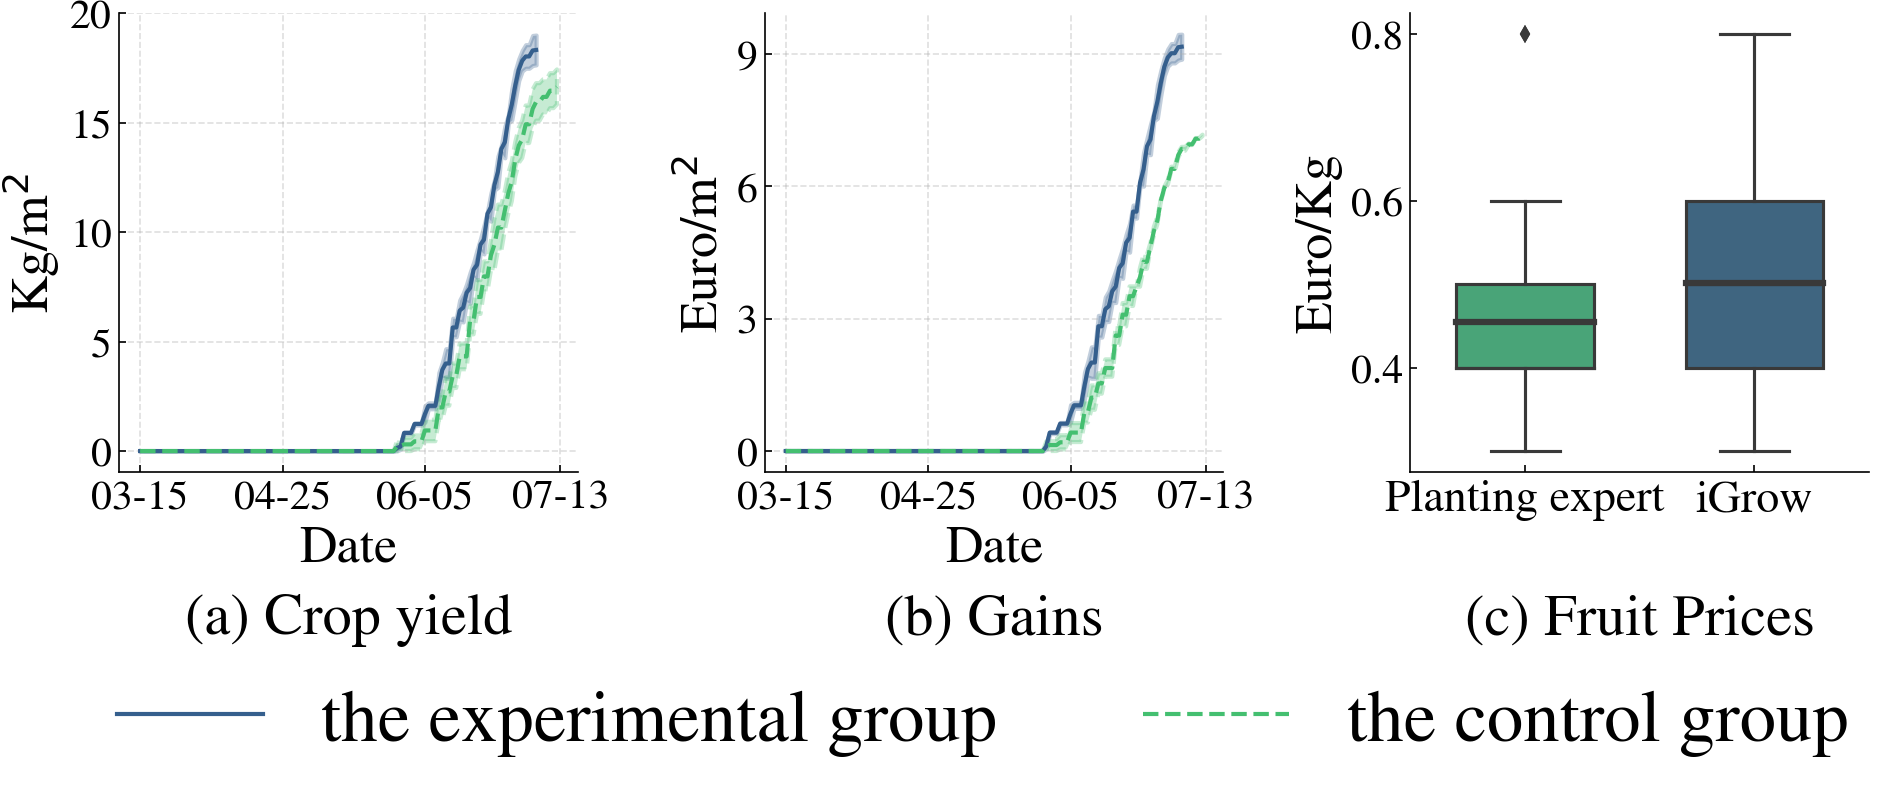 20
15
10
5
0
Kg/m²
03-15 04-25 06-05 07-13
Date
(a) Crop yield
9
6
3
0
Euro/m²
03-15 04-25 06-05 07-13
Date
(b) Gains
0.8
0.6
0.4
Euro/Kg
Planting expert iGrow
(c) Fruit Prices
the experimental group
the control group